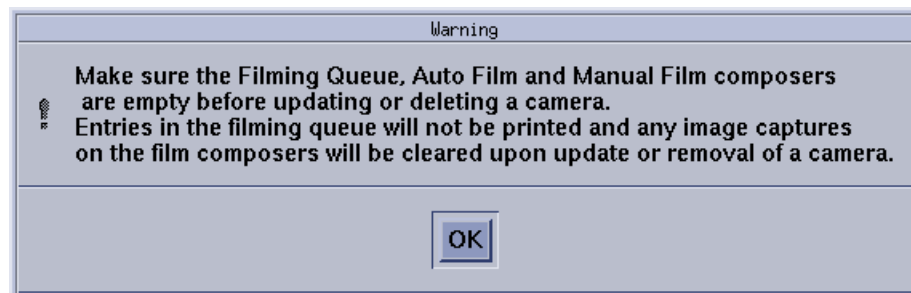 Warning
Make sure the Filming Queue, Auto Film and Manual Film composers
are empty before updating or deleting a camera.
Entries in the filming queue will not be printed and any image captures
on the film composers will be cleared upon update or removal of a camera.
OK